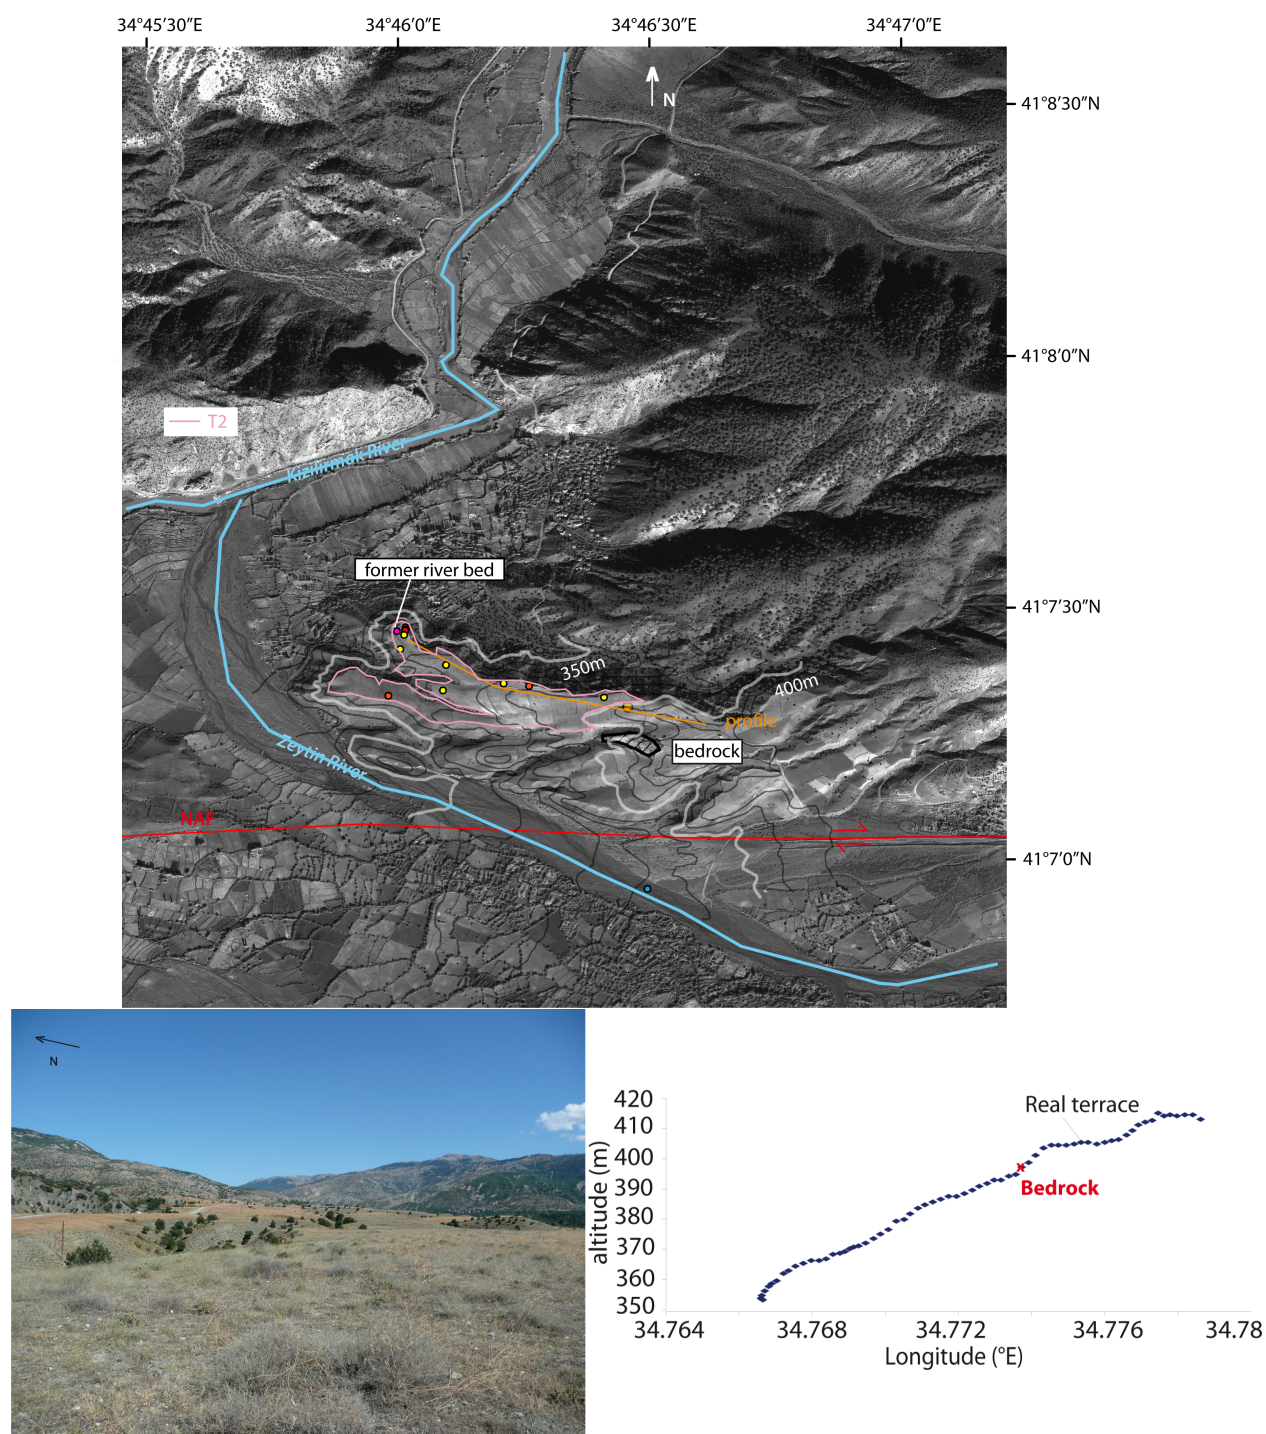 34°45′30″E 34°46′0″E 34°46′30″E 34°47′0″E
N
41°8′30″N
41°8′0″N
T2
Kizilirmak River
former river bed
41°7′30″N
350m
400m
profile
bedrock
Zeytin River
NAF
41°7′0″N
N
420
410
400
390
380
370
360
350
altitude (m)
Real terrace
Bedrock
34.764 34.768 34.772 34.776 34.78
Longitude (°E)